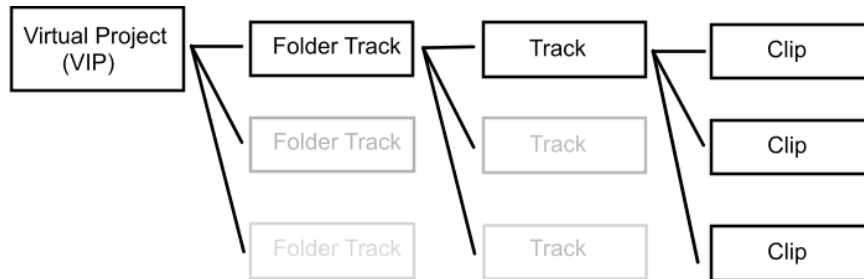 Virtual Project
(VIP)
Folder Track
Track
Clip
Folder Track
Track
Clip
Folder Track
Track
Clip